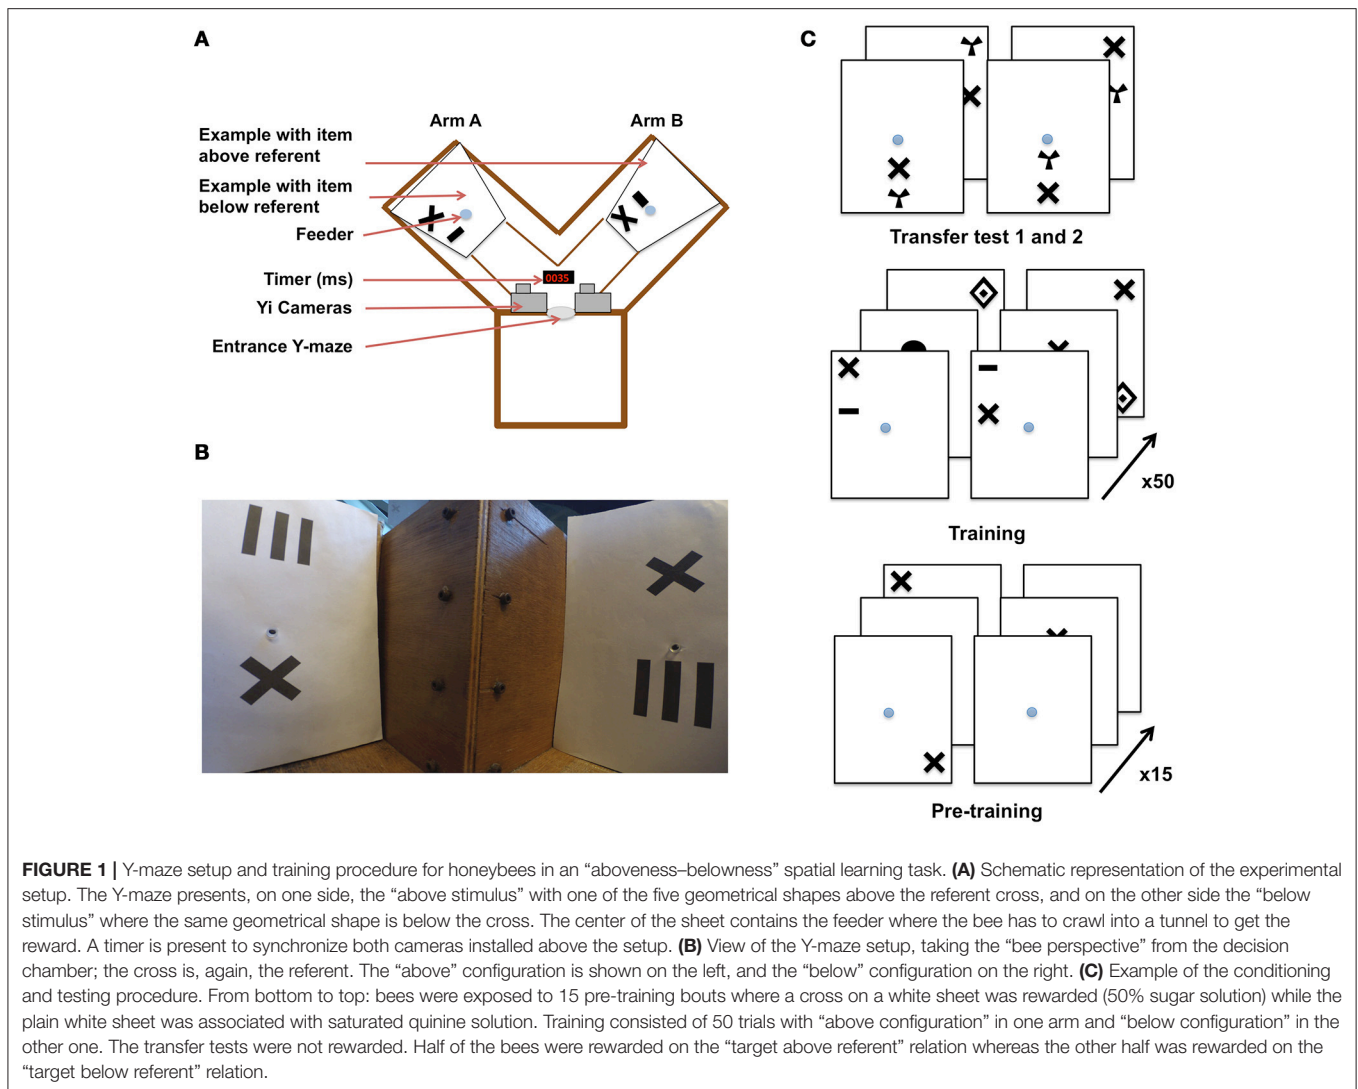 A
Arm A
Arm B
Example with item
above referent
Example with item
below referent
Feeder
Timer (ms)
0035
Yi Cameras
Entrance Y-maze
B
C
Transfer test 1 and 2
x50
Training
x15
Pre-training
FIGURE 1 | Y-maze setup and training procedure for honeybees in an “aboveness–belowness” spatial learning task. (A) Schematic representation of the experimental
setup. The Y-maze presents, on one side, the “above stimulus” with one of the five geometrical shapes above the referent cross, and on the other side the “below
stimulus” where the same geometrical shape is below the cross. The center of the sheet contains the feeder where the bee has to crawl into a tunnel to get the
reward. A timer is present to synchronize both cameras installed above the setup. (B) View of the Y-maze setup, taking the “bee perspective” from the decision
chamber; the cross is, again, the referent. The “above” configuration is shown on the left, and the “below” configuration on the right. (C) Example of the conditioning
and testing procedure. From bottom to top: bees were exposed to 15 pre-training bouts where a cross on a white sheet was rewarded (50% sugar solution) while the
plain white sheet was associated with saturated quinine solution. Training consisted of 50 trials with “above configuration” in one arm and “below configuration” in the
other one. The transfer tests were not rewarded. Half of the bees were rewarded on the “target above referent” relation whereas the other half was rewarded on the
“target below referent” relation.